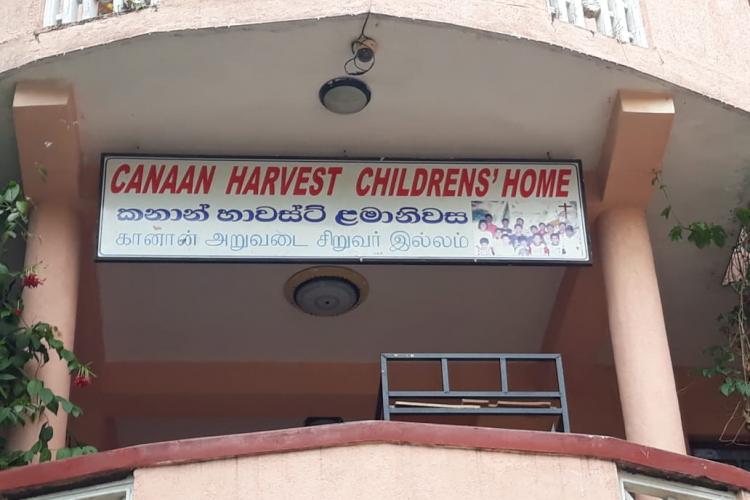 CANAAN HARVEST CHILDRENS' HOME
කනාන් හාවස්ට් ළමානිවස
கானான் அறுவடை சிறுவர் இல்லம்